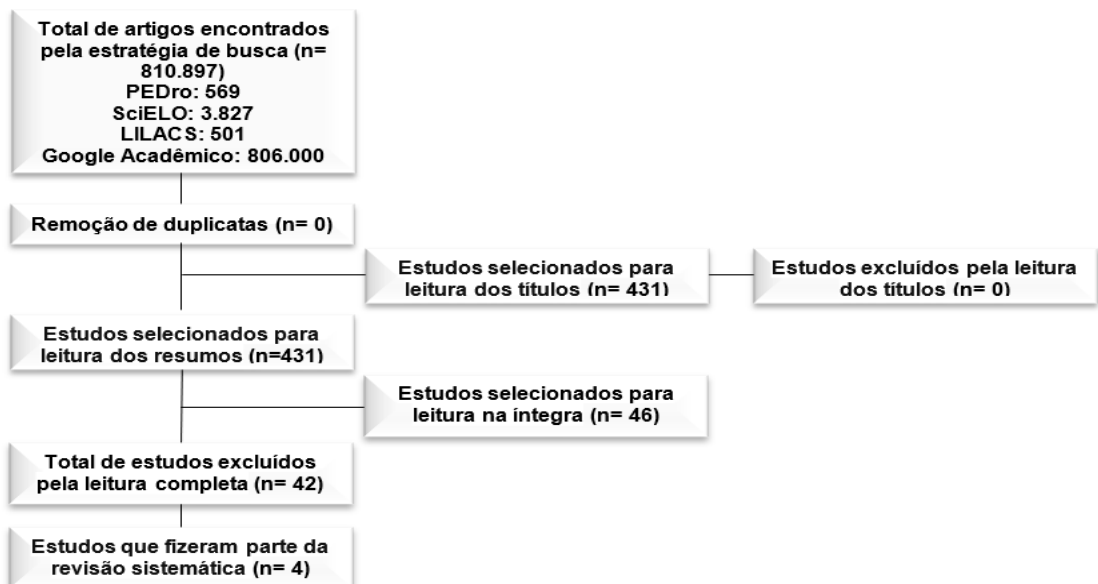 Total de artigos encontrados
pela estratégia de busca (n=
810.897)
PEDro: 569
SciELO: 3.827
LILACS: 501
Google Acadêmico: 806.000
Remoção de duplicatas (n= 0)
Estudos selecionados para
leitura dos títulos (n= 431)
Estudos excluídos pela leitura
dos títulos (n= 0)
Estudos selecionados para
leitura dos resumos (n=431)
Estudos selecionados para
leitura na íntegra (n= 46)
Total de estudos excluídos
pela leitura completa (n= 42)
Estudos que fizeram parte da
revisão sistemática (n= 4)